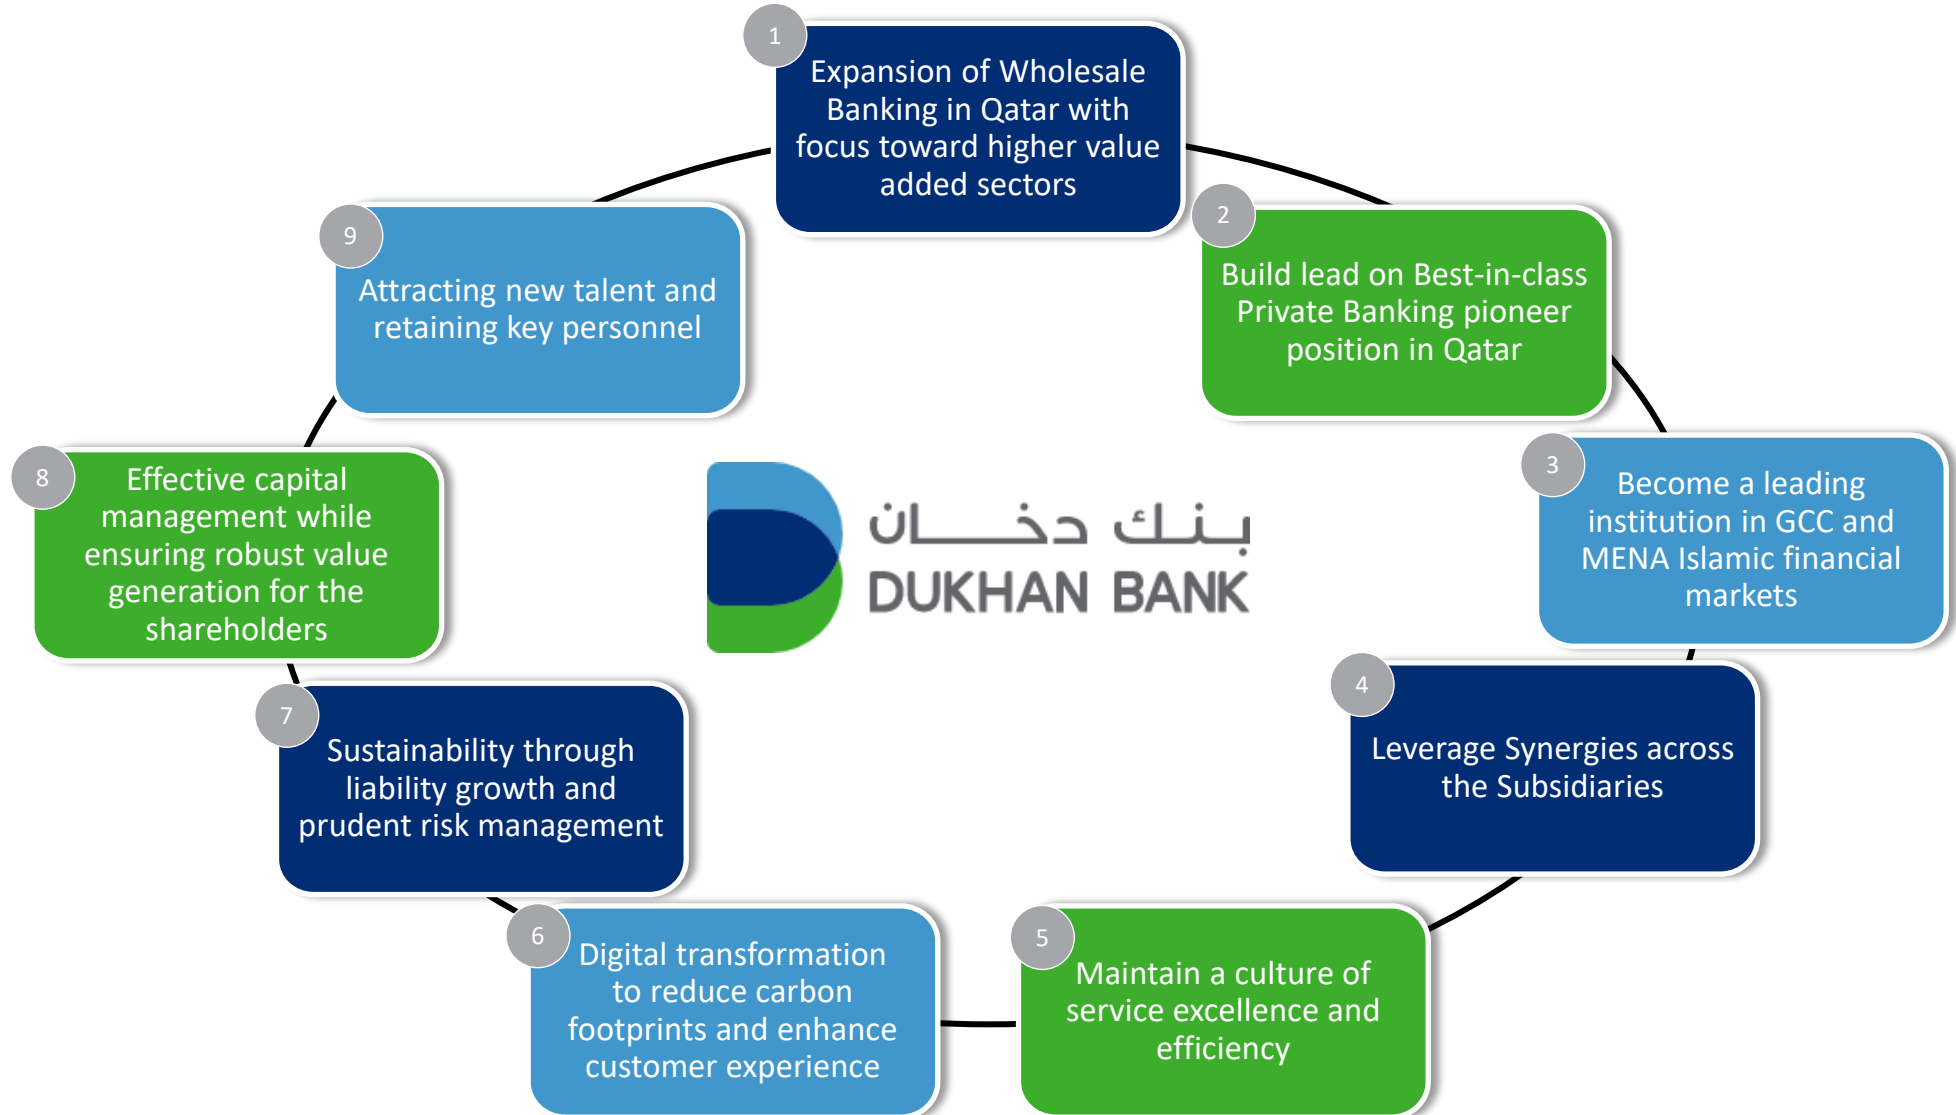 1
Expansion of Wholesale
Banking in Qatar with
focus toward higher value
added sectors
2
Build lead on Best-in-class
Private Banking pioneer
position in Qatar
3
Become a leading
institution in GCC and
MENA Islamic financial
markets
4
Leverage Synergies across
the Subsidiaries
5
Maintain a culture of
service excellence and
efficiency
6
Digital transformation
to reduce carbon
footprints and enhance
customer experience
7
Sustainability through
liability growth and
prudent risk management
8
Effective capital
management while
ensuring robust value
generation for the
shareholders
9
Attracting new talent and
retaining key personnel
بنك دخان
DUKHAN BANK